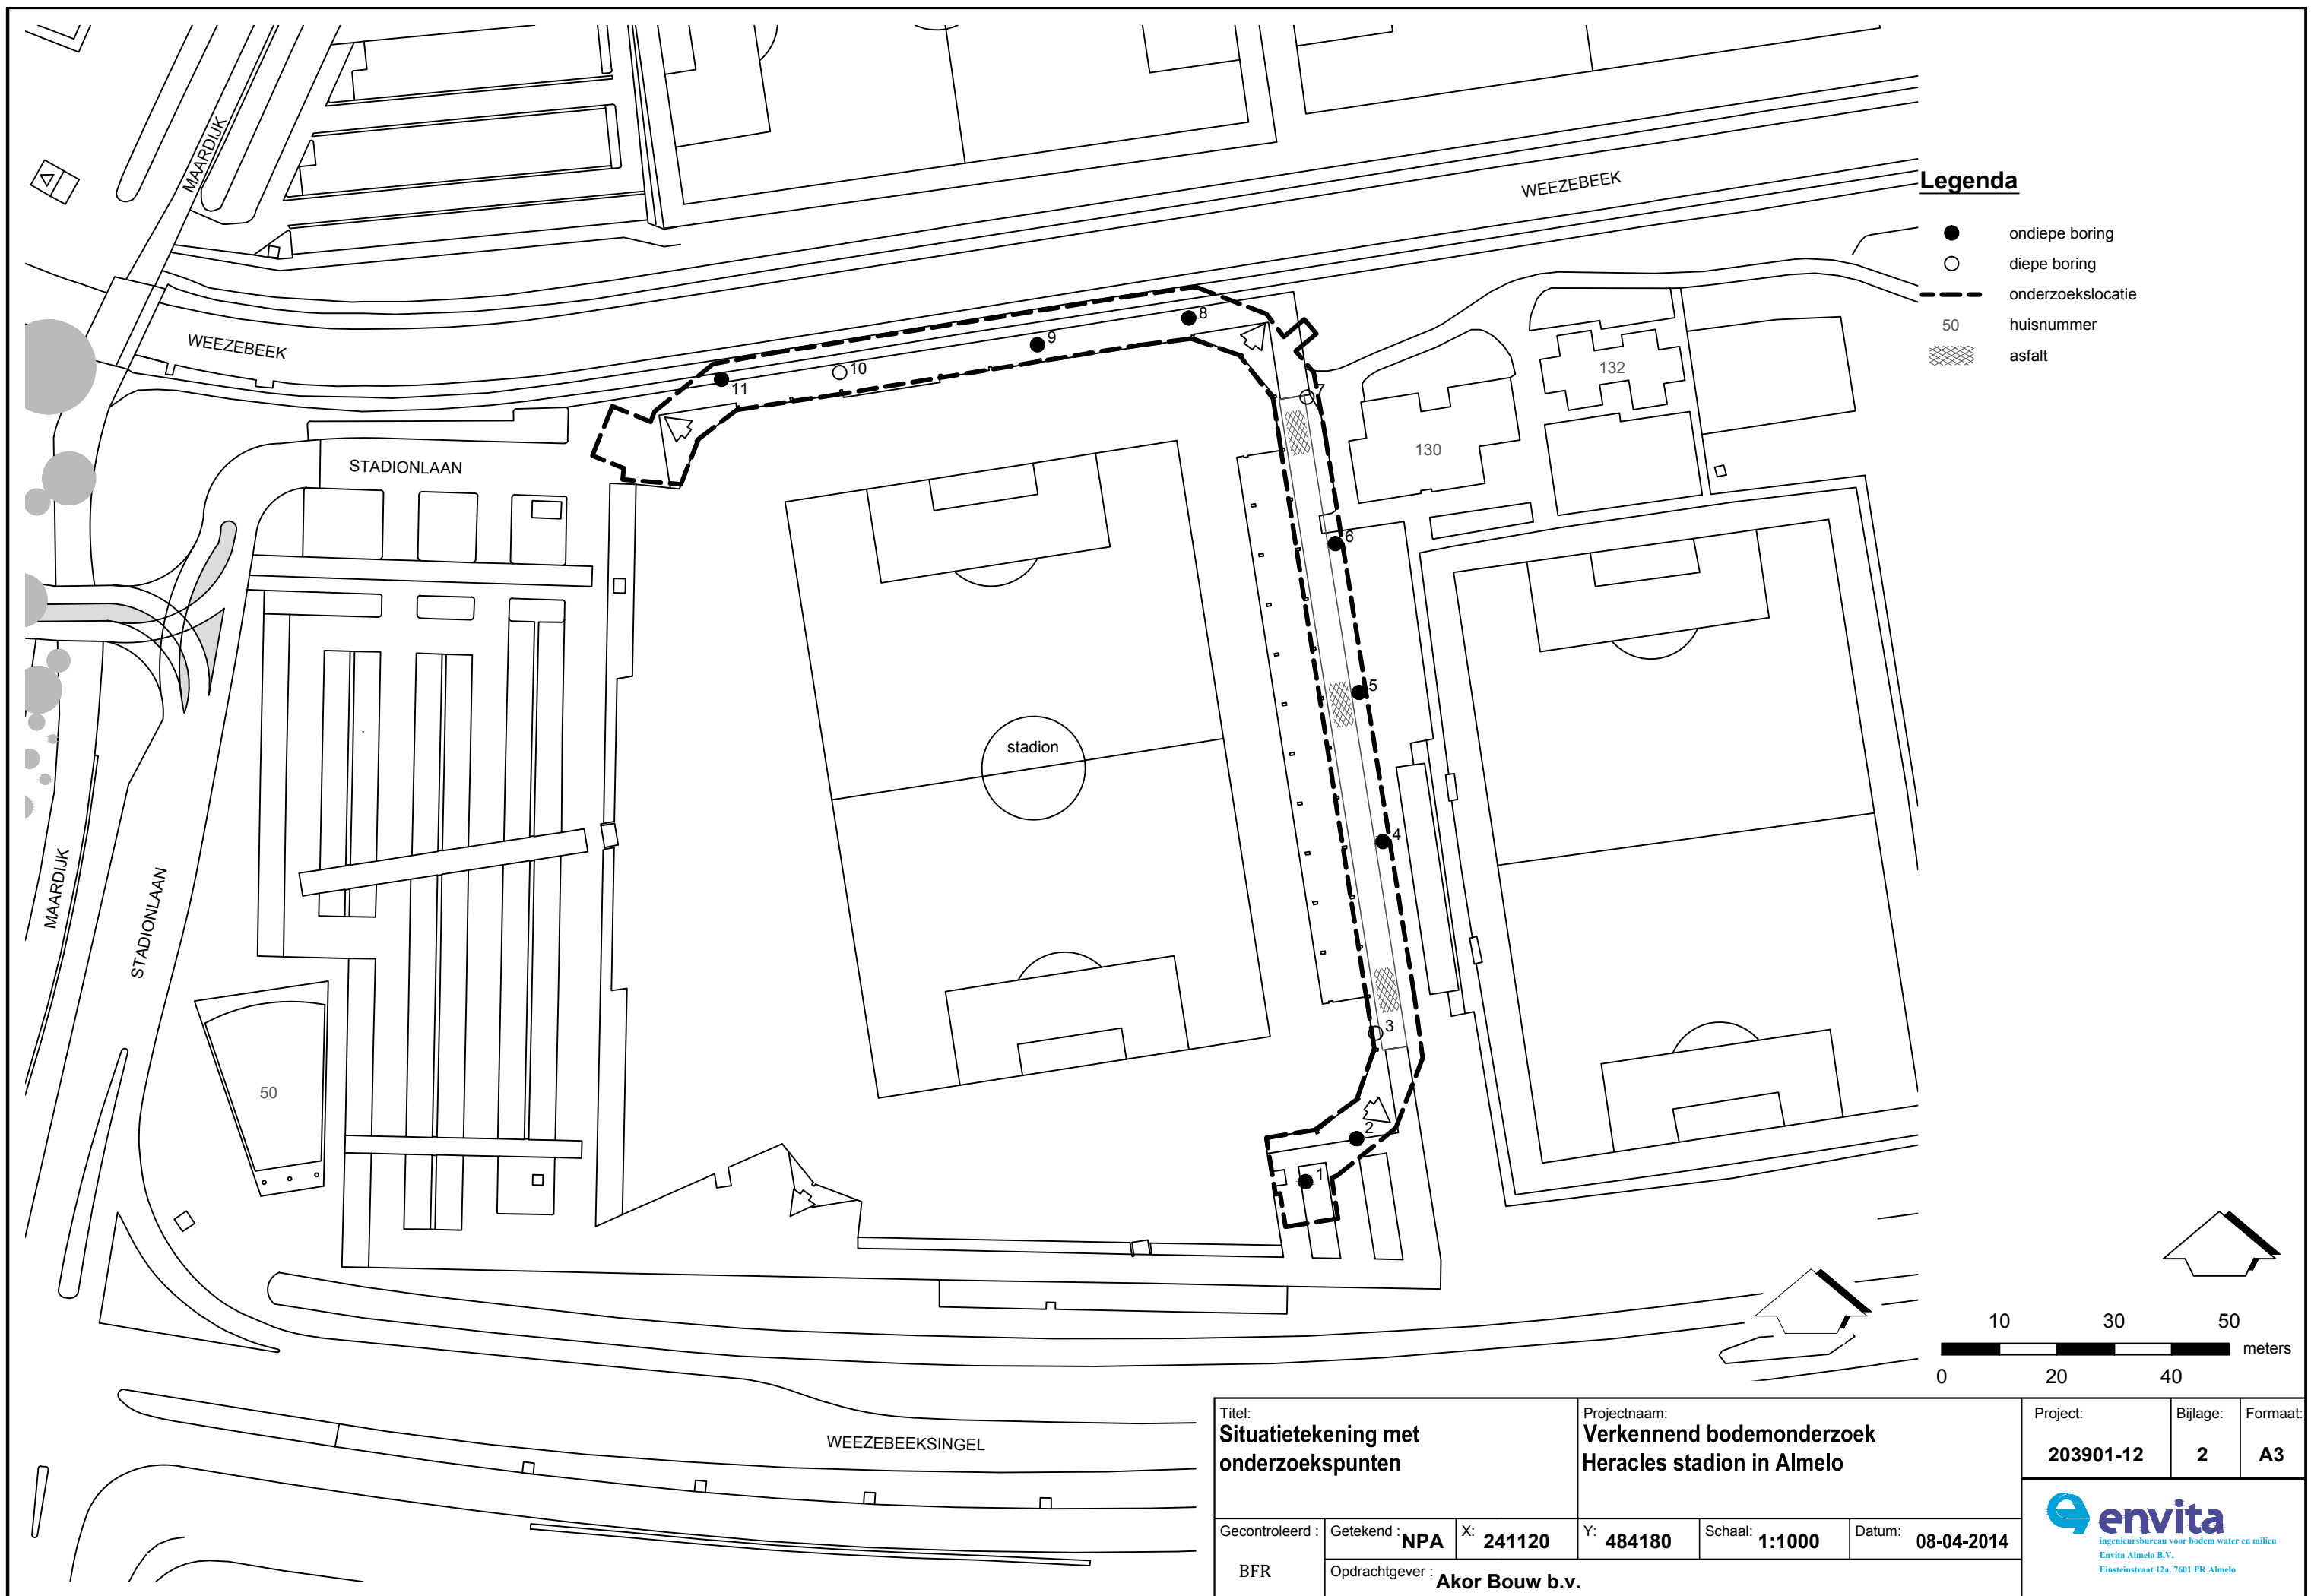 MAARDIJK
WEEZEBEEK
WEEZEBEEK
Legenda
ondiepe boring
diepe boring
onderzoekslocatie
50 huisnummer
asfalt
8
9
10
11
7
132
130
STADIONLAAN
6
5
stadion
4
MAARDIJK
STADIONLAAN
3
50
2
1
10 30 50
meters
0 20 40
WEEZEBEEKSINGEL
Titel:
Situatietekening met
onderzoekspunten
Projectnaam:
Verkennend bodemonderzoek
Heracles stadion in Almelo
Project:
203901-12
Bijlage:
2
Formaat:
A3
Gecontroleerd :
BFR
Getekend : NPA
X: 241120
Y: 484180
Schaal: 1:1000
Datum: 08-04-2014
Opdrachtgever : Akor Bouw b.v.
envita
ingenieursbureau voor bodem water en milieu
Envita Almelo B.V.
Einsteinstraat 12a, 7601 PR Almelo